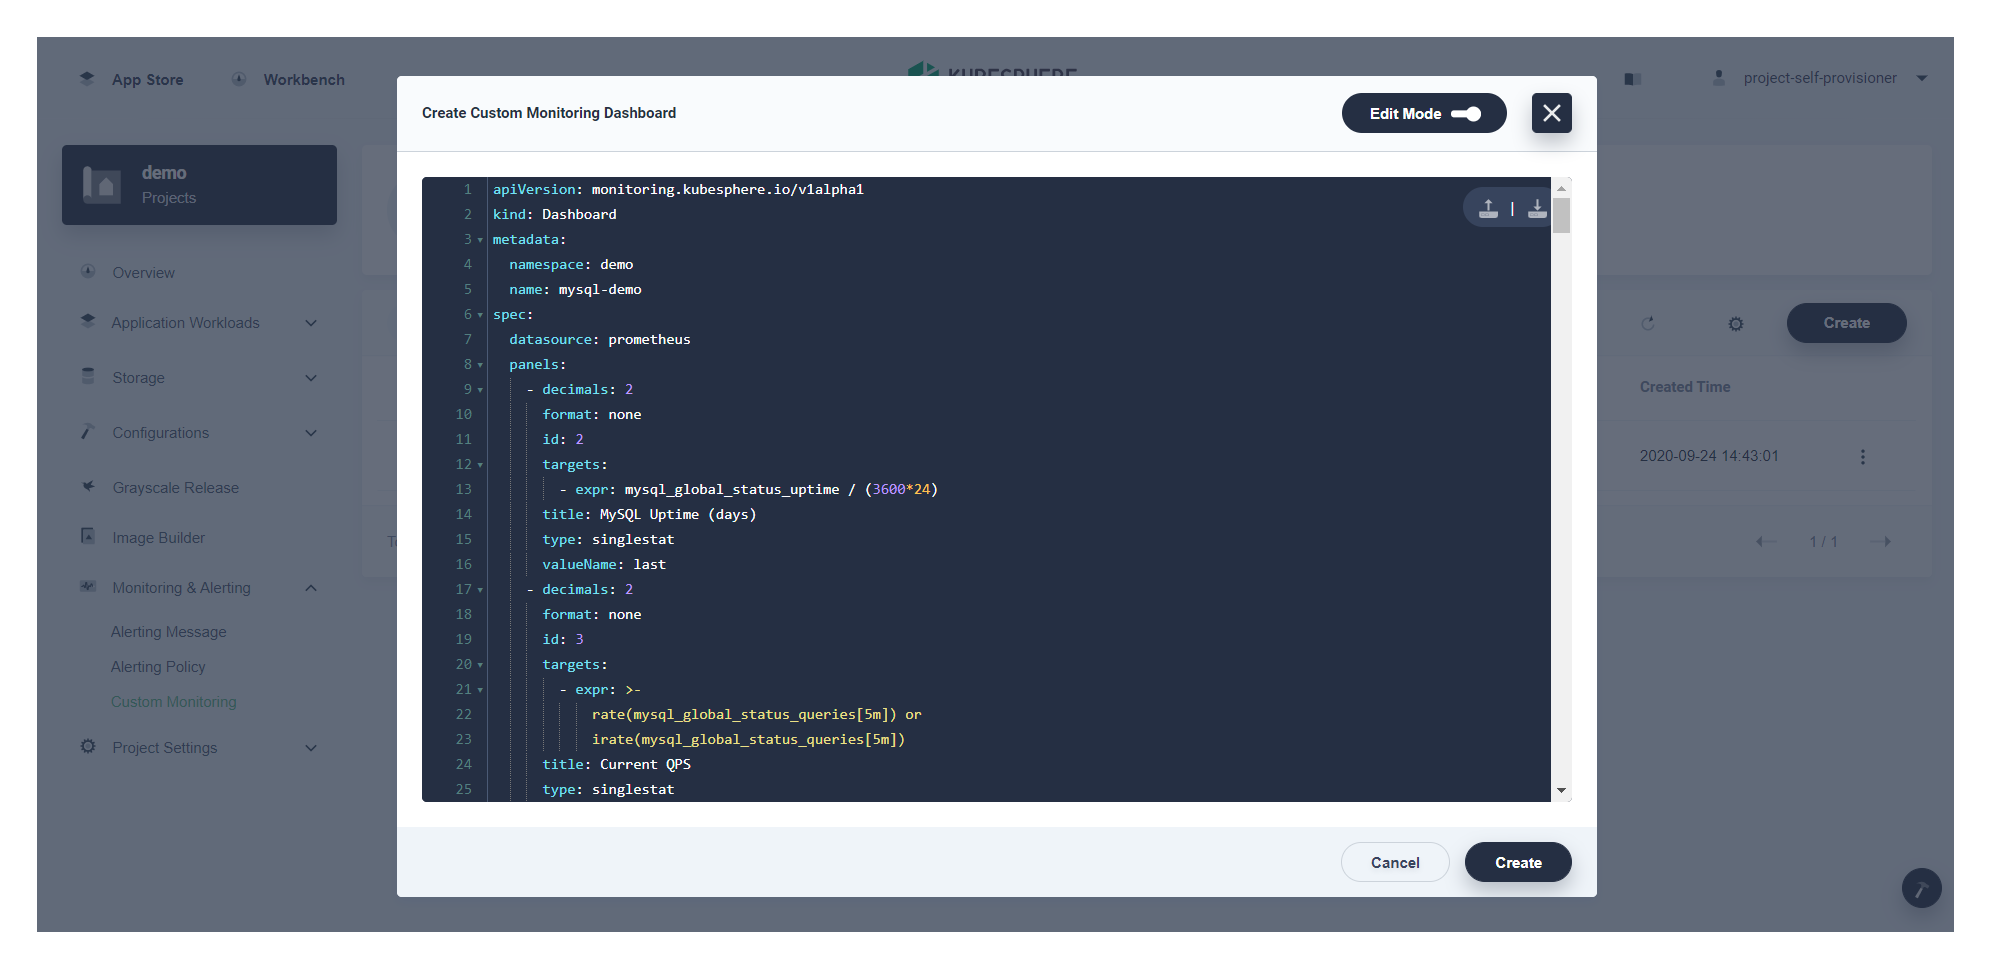 App Store
Workbench
KUBESPHERE
project-self-provisioner
Create Custom Monitoring Dashboard
Edit Mode
demo
Projects
Overview
Application Workloads
Storage
Configurations
Grayscale Release
Image Builder
Monitoring & Alerting
Alerting Message
Alerting Policy
Custom Monitoring
Project Settings
1 apiVersion: monitoring.kubesphere.io/v1alpha1
2 kind: Dashboard
3 metadata:
4 namespace: demo
5 name: mysql-demo
6 spec:
7 datasource: prometheus
8 panels:
9 - decimals: 2
10 format: none
11 id: 2
12 targets:
13 - expr: mysql_global_status_uptime / (3600*24)
14 title: MySQL Uptime (days)
15 type: singlestat
16 valueName: last
17 - decimals: 2
18 format: none
19 id: 3
20 targets:
21 - expr: >-
22 rate(mysql_global_status_queries[5m]) or
23 irate(mysql_global_status_queries[5m])
24 title: Current QPS
25 type: singlestat
Create
Created Time
2020-09-24 14:43:01
1 / 1
Cancel
Create